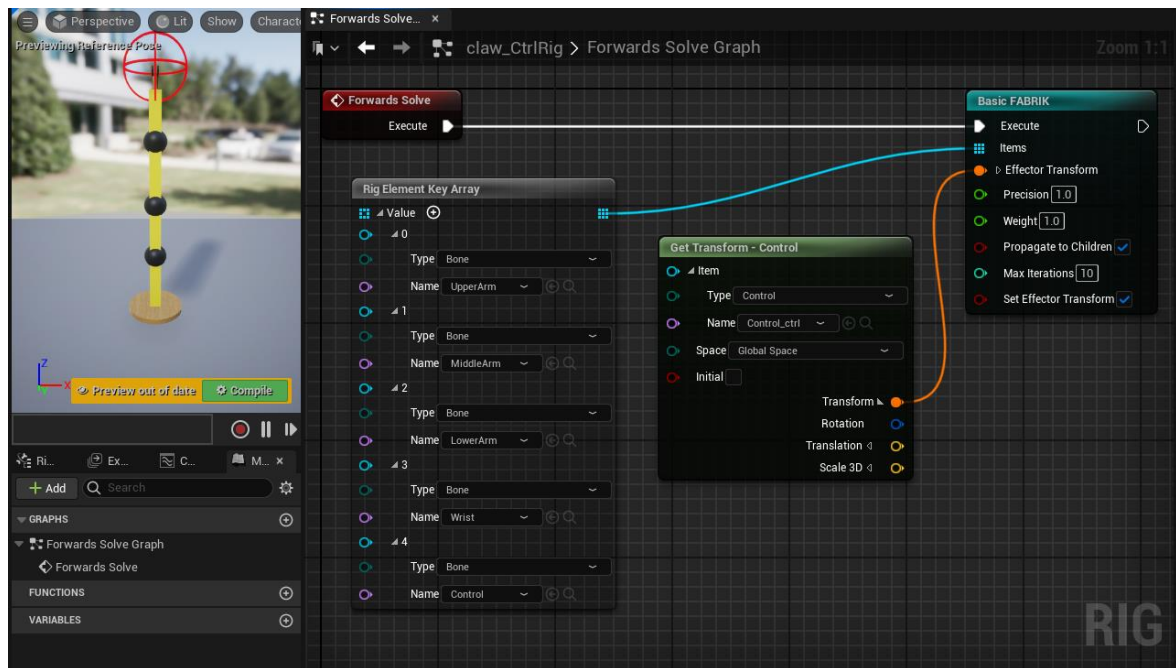 Perspective
Lit
Show
Charact
Previewing Reference Pose
Z
X
Preview out of date
Compile
Ri...
Ex...
C...
M...
Add
Search
GRAPHS
Forwards Solve Graph
Forwards Solve
FUNCTIONS
VARIABLES
Forwards Solve...
claw_CtrlRig > Forwards Solve Graph
Zoom 1:1
Forwards Solve
Execute
Rig Element Key Array
Value
0
Type Bone
Name UpperArm
1
Type Bone
Name MiddleArm
2
Type Bone
Name LowerArm
3
Type Bone
Name Wrist
4
Type Bone
Name Control
Get Transform - Control
Item
Type Control
Name Control_ctrl
Space Global Space
Initial
Transform
Rotation
Translation
Scale 3D
Basic FABRIK
Execute
Items
Effector Transform
Precision 1.0
Weight 1.0
Propagate to Children
Max Iterations 10
Set Effector Transform
RIG